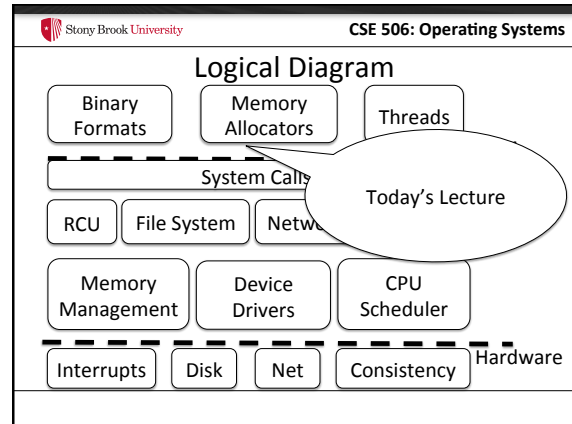 Stony Brook University
CSE 506: Operating Systems
Logical Diagram
Binary Formats
Memory Allocators
Threads
System Calls
Today's Lecture
RCU
File System
Memory Management
Device Drivers
CPU Scheduler
Hardware
Interrupts
Disk
Net
Consistency